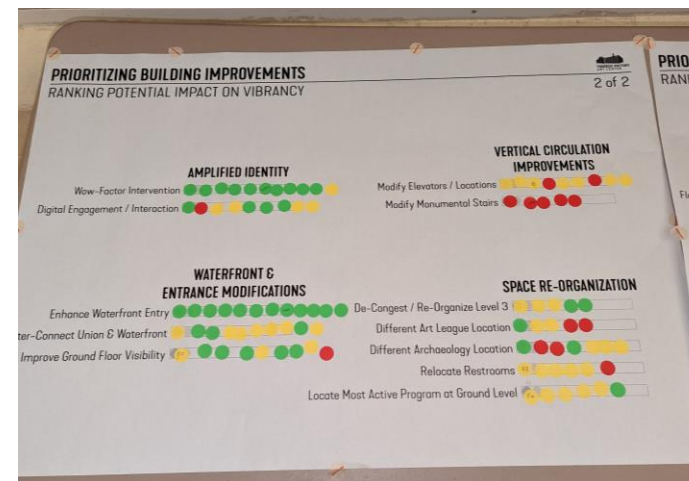 PRIORITIZING BUILDING IMPROVEMENTS
RANKING POTENTIAL IMPACT ON VIBRANCY
2 of 2
PRIO
RAN
AMPLIFIED IDENTITY
Wow-Factor Intervention
Digital Engagement / Interaction
VERTICAL CIRCULATION
IMPROVEMENTS
Modify Elevators / Locations
Modify Monumental Stairs
WATERFRONT &
ENTRANCE MODIFICATIONS
Enhance Waterfront Entry
ter-Connect Union & Waterfront
Improve Ground Floor Visibility
SPACE RE-ORGANIZATION
De-Congest / Re-Organize Level 3
Different Art League Location
Different Archaeology Location
Relocate Restrooms
Locate Most Active Program at Ground Level